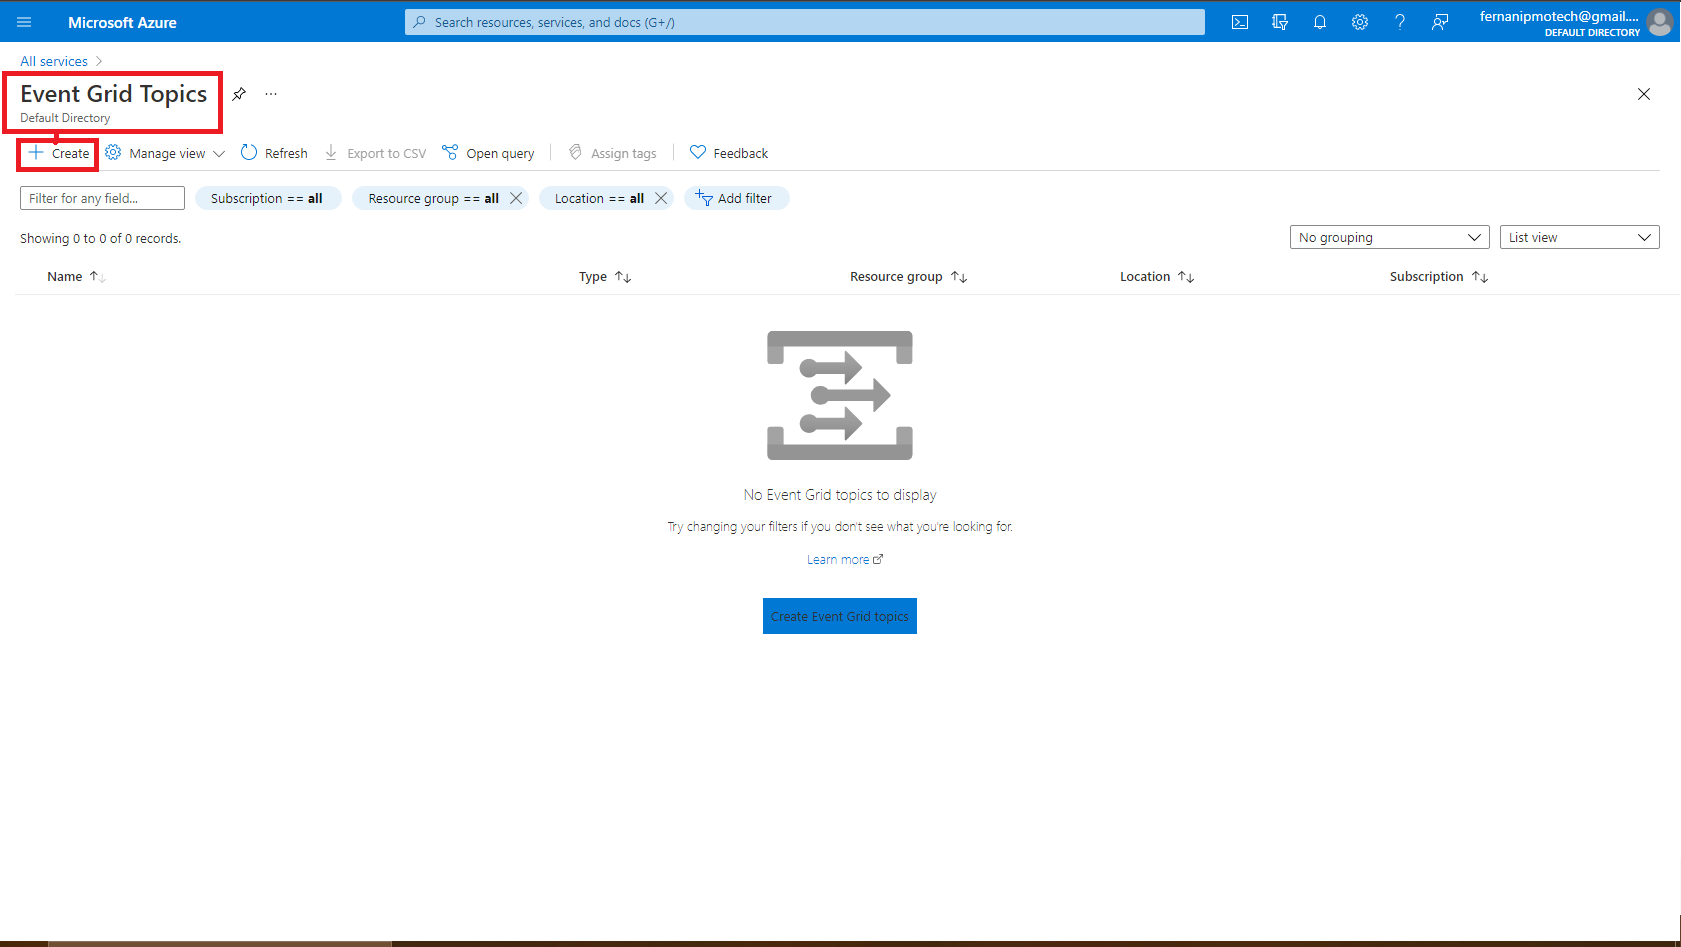 Microsoft Azure
Search resources, services, and docs (G+/)
fernanipmotech@gmail....
DEFAULT DIRECTORY
All services
Event Grid Topics
Default Directory
Create Manage view Refresh Export to CSV Open query Assign tags Feedback
Filter for any field... Subscription == all Resource group == all Location == all Add filter
Showing 0 to 0 of 0 records.
No grouping List view
Name Type Resource group Location Subscription
No Event Grid topics to display
Try changing your filters if you don't see what you're looking for.
Learn more
Create Event Grid topics